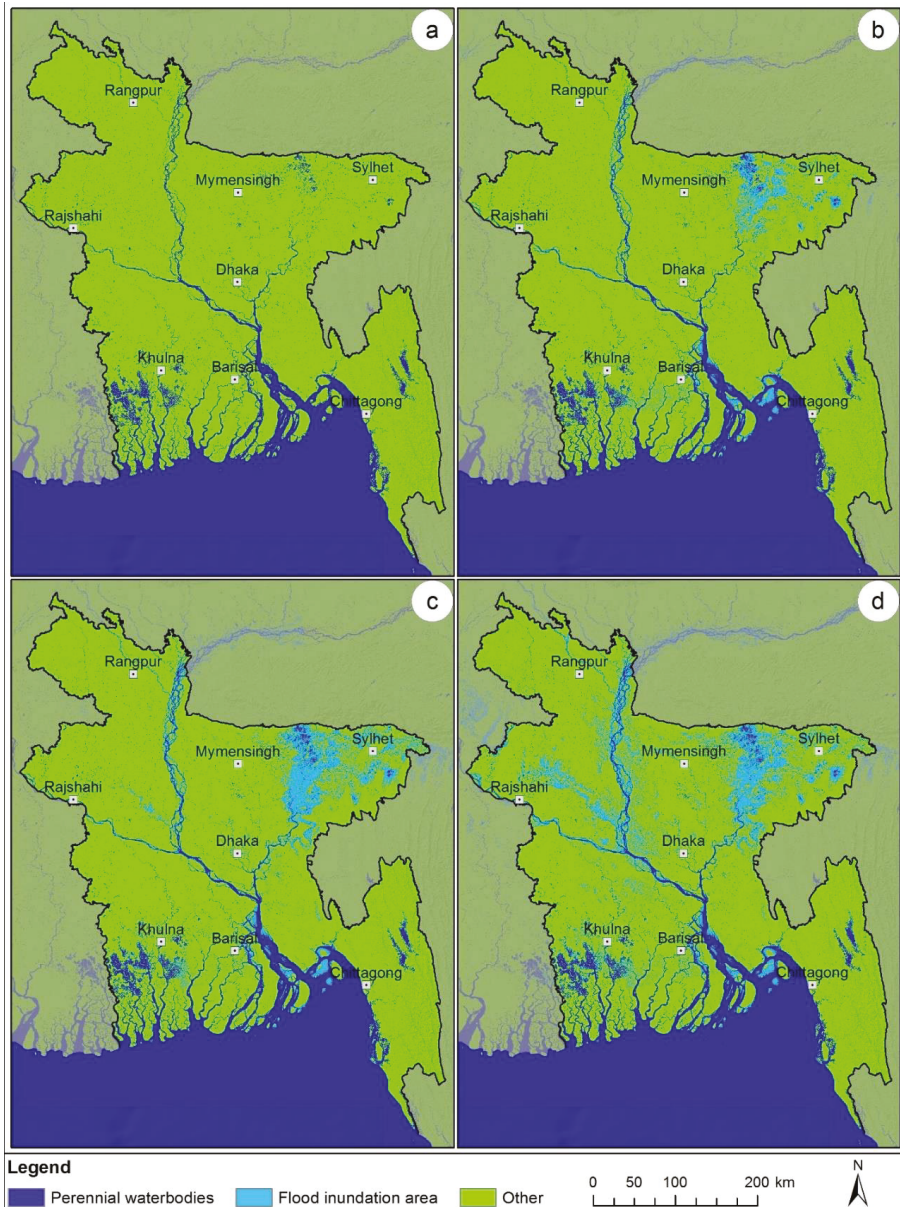 a
b
Rangpur
Rangpur
Sylhet
Sylhet
Mymensingh
Mymensingh
Rajshahi
Rajshahi
Dhaka
Dhaka
Khulna
Barisal
Khulna
Barisal
Chittagong
Chittagong
c
d
Rangpur
Rangpur
Sylhet
Sylhet
Mymensingh
Mymensingh
Rajshahi
Rajshahi
Dhaka
Dhaka
Khulna
Barisal
Khulna
Barisal
Chittagong
Chittagong
Legend
Perennial waterbodies
Flood inundation area
Other
0 50 100 200 km
N